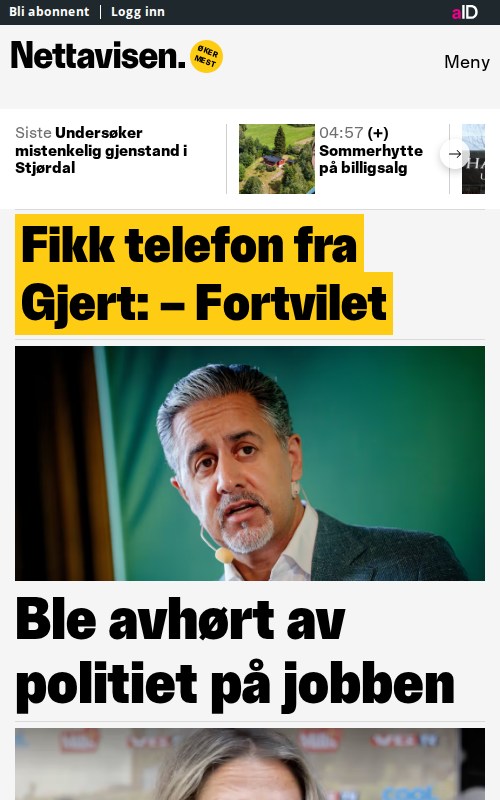 Bli abonnent
Logg inn
aID
Nettavisen.
ØKER
MEST
Meny
Siste Undersøker
mistenkelig gjenstand i
Stjørdal
04:57 (+)
Sommerhytte
på billigsalg
Fikk telefon fra
Gjert: – Fortvilet
Ble avhørt av
politiet på jobben